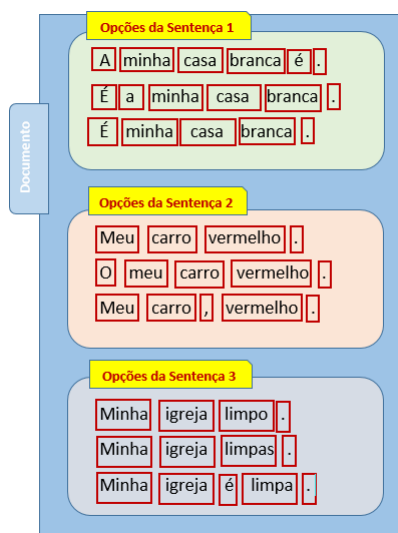 Opções da Sentença 1
A minha casa branca é .
É a minha casa branca .
É minha casa branca .
Documento
Opções da Sentença 2
Meu carro vermelho .
O meu carro vermelho .
Meu carro , vermelho .
Opções da Sentença 3
Minha igreja limpo .
Minha igreja limpas .
Minha igreja é limpa .